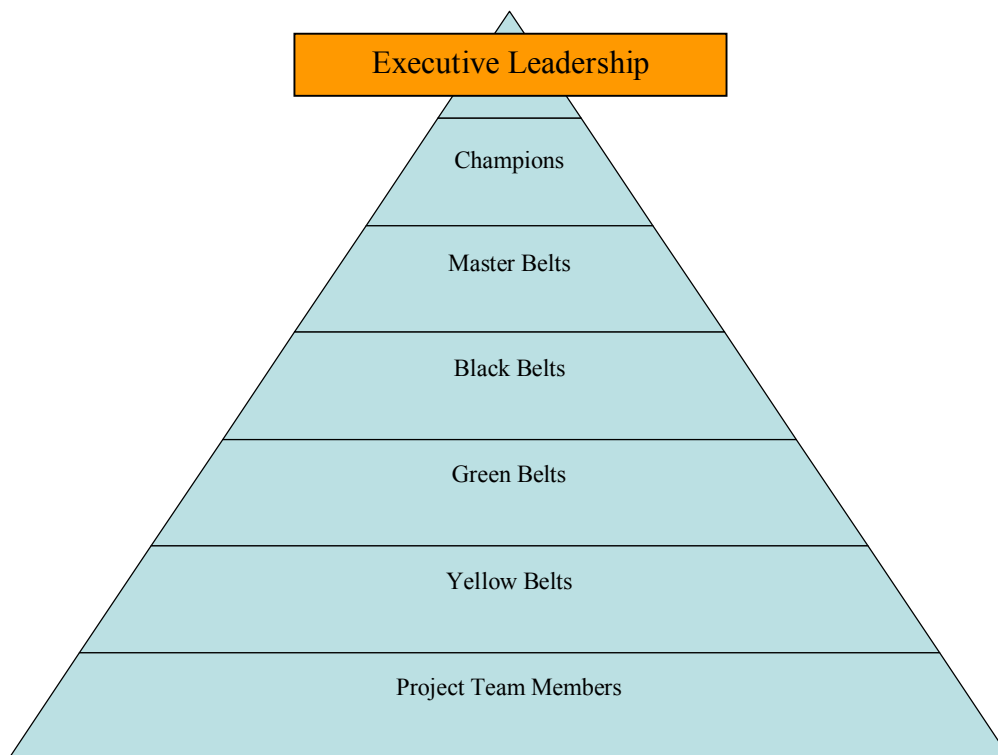 Executive Leadership
Champions
Master Belts
Black Belts
Green Belts
Yellow Belts
Project Team Members